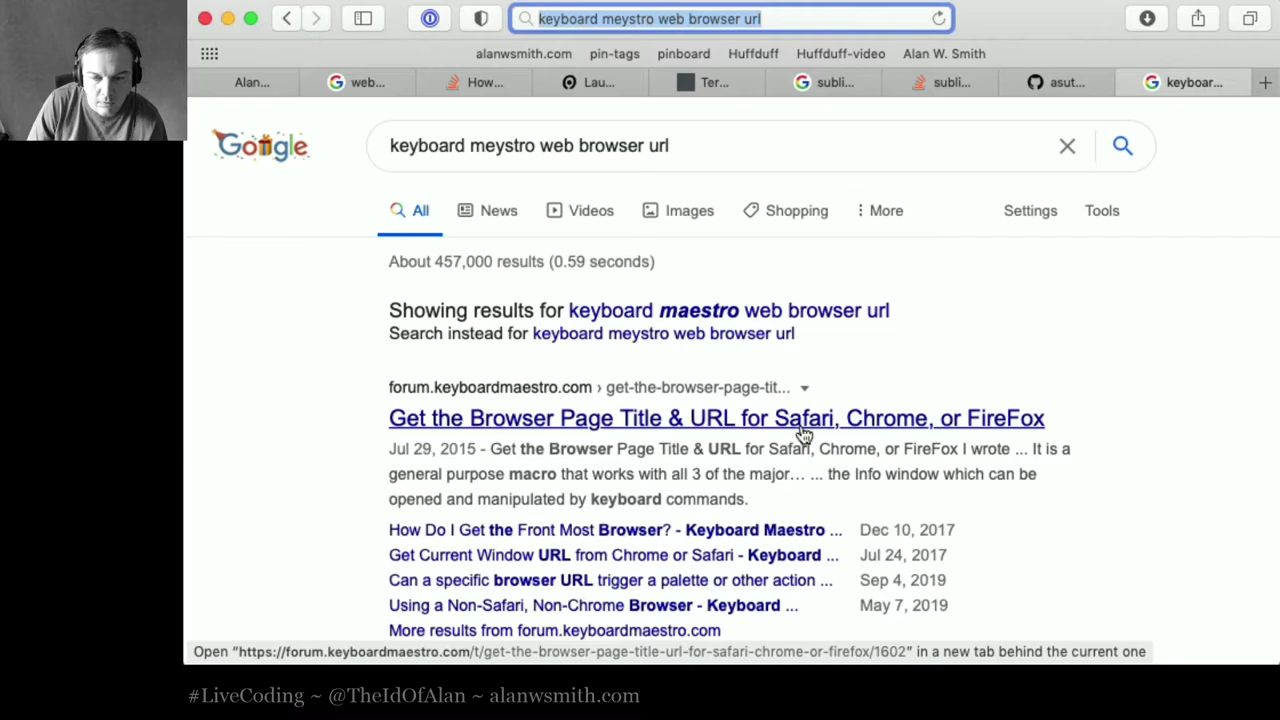 keyboard meystro web browser url
alanwsmith.com pin-tags pinboard Huffduff Huffduff-video Alan W. Smith
Alan... web... How... Lau... Ter... subli... subli... asut... keyboar...
Google
keyboard meystro web browser url
All News Videos Images Shopping More Settings Tools
About 457,000 results (0.59 seconds)
Showing results for keyboard maestro web browser url
Search instead for keyboard meystro web browser url
forum.keyboardmaestro.com › get-the-browser-page-tit...
Get the Browser Page Title & URL for Safari, Chrome, or FireFox
Jul 29, 2015 - Get the Browser Page Title & URL for Safari, Chrome, or FireFox I wrote ... It is a
general purpose macro that works with all 3 of the major… ... the Info window which can be
opened and manipulated by keyboard commands.
How Do I Get the Front Most Browser? - Keyboard Maestro ... Dec 10, 2017
Get Current Window URL from Chrome or Safari - Keyboard ... Jul 24, 2017
Can a specific browser URL trigger a palette or other action ... Sep 4, 2019
Using a Non-Safari, Non-Chrome Browser - Keyboard ... May 7, 2019
More results from forum.keyboardmaestro.com
Open “https://forum.keyboardmaestro.com/t/get-the-browser-page-title-url-for-safari-chrome-or-firefox/1602” in a new tab behind the current one
#LiveCoding ~ @TheIdOfAlan ~ alanwsmith.com